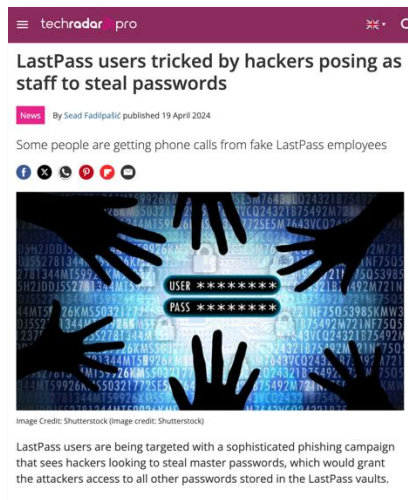 techradar pro
LastPass users tricked by hackers posing as
staff to steal passwords
News By Sead Fadilpašić published 19 April 2024
Some people are getting phone calls from fake LastPass employees
USER ********
PASS ********
Image Credit: Shutterstock (image credit: Shutterstock)
LastPass users are being targeted with a sophisticated phishing campaign
that sees hackers looking to steal master passwords, which would grant
the attackers access to all other passwords stored in the LastPass vaults.